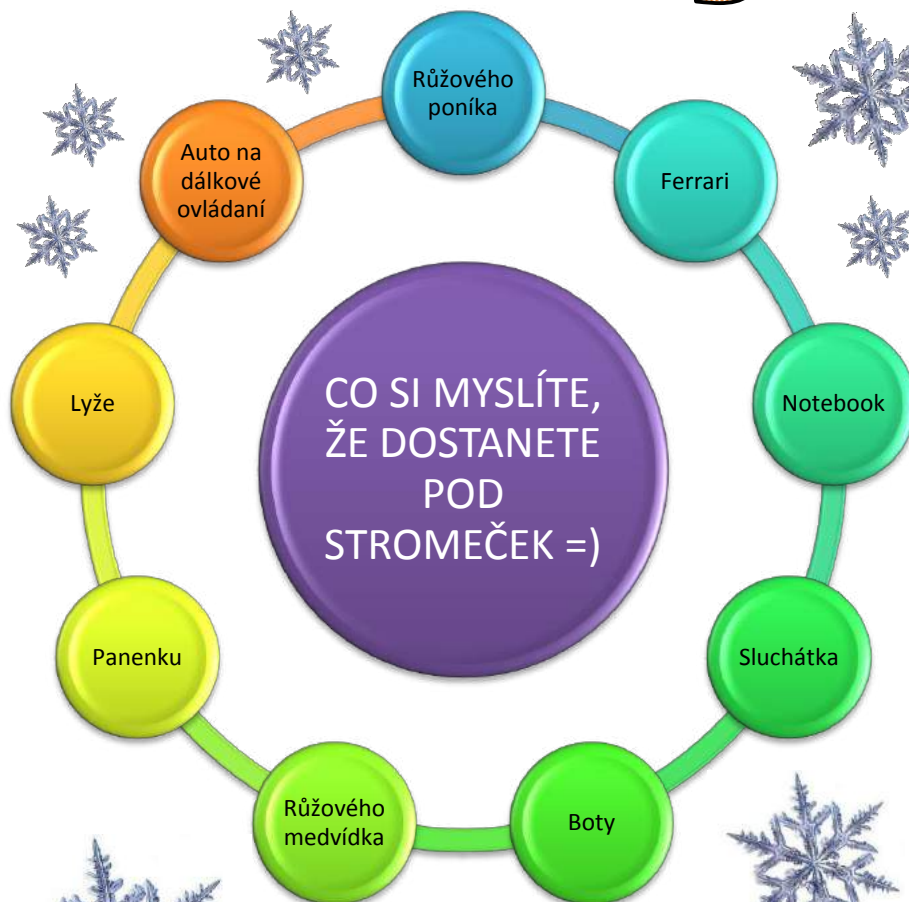 Růžového
poníka
Ferrari
Notebook
Sluchátka
Boty
Růžového
medvídka
Panenku
Lyže
Auto na
dálkové
ovládaní
CO SI MYSLÍTE,
ŽE DOSTANETE
POD
STROMEČEK =)